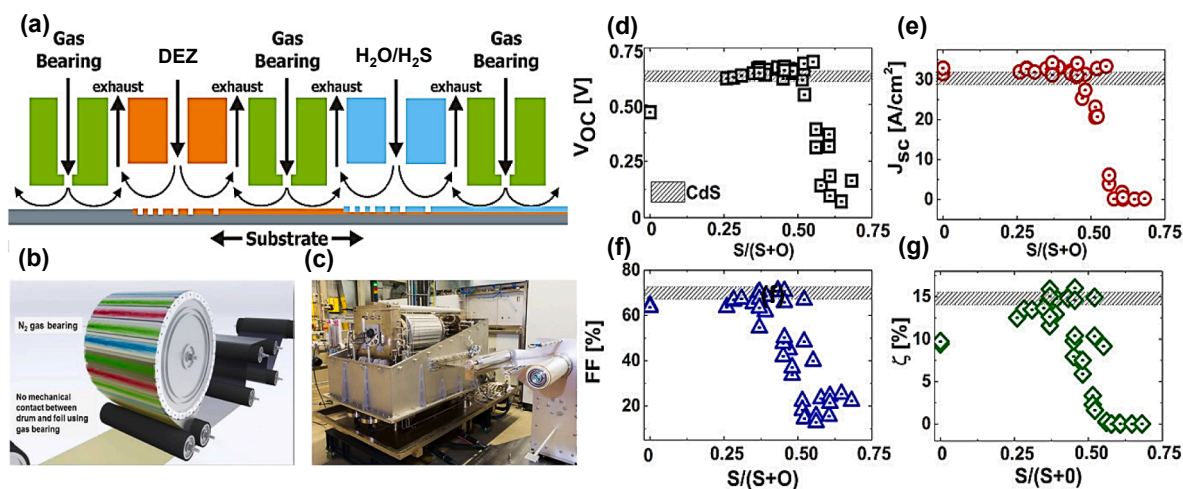 (a)
Gas
Bearing
DEZ
Gas
Bearing
H₂O/H₂S
Gas
Bearing
exhaust
exhaust
exhaust
exhaust
Substrate
(b)
N₂ gas bearing
No mechanical
contact between
drum and foil using
gas bearing
(c)
(d)
VOC [V]
0.75
0.50
0.25
0
CdS
0
0.25
0.50
0.75
S/(S+O)
(e)
Jsc [A/cm²]
30
20
10
0
0
0.25
0.50
0.75
S/(S+O)
(f)
FF [%]
80
60
40
20
0
0.25
0.50
0.75
S/(S+O)
(g)
ζ [%]
15
10
5
0
0
0.25
0.50
0.75
S/(S+0)